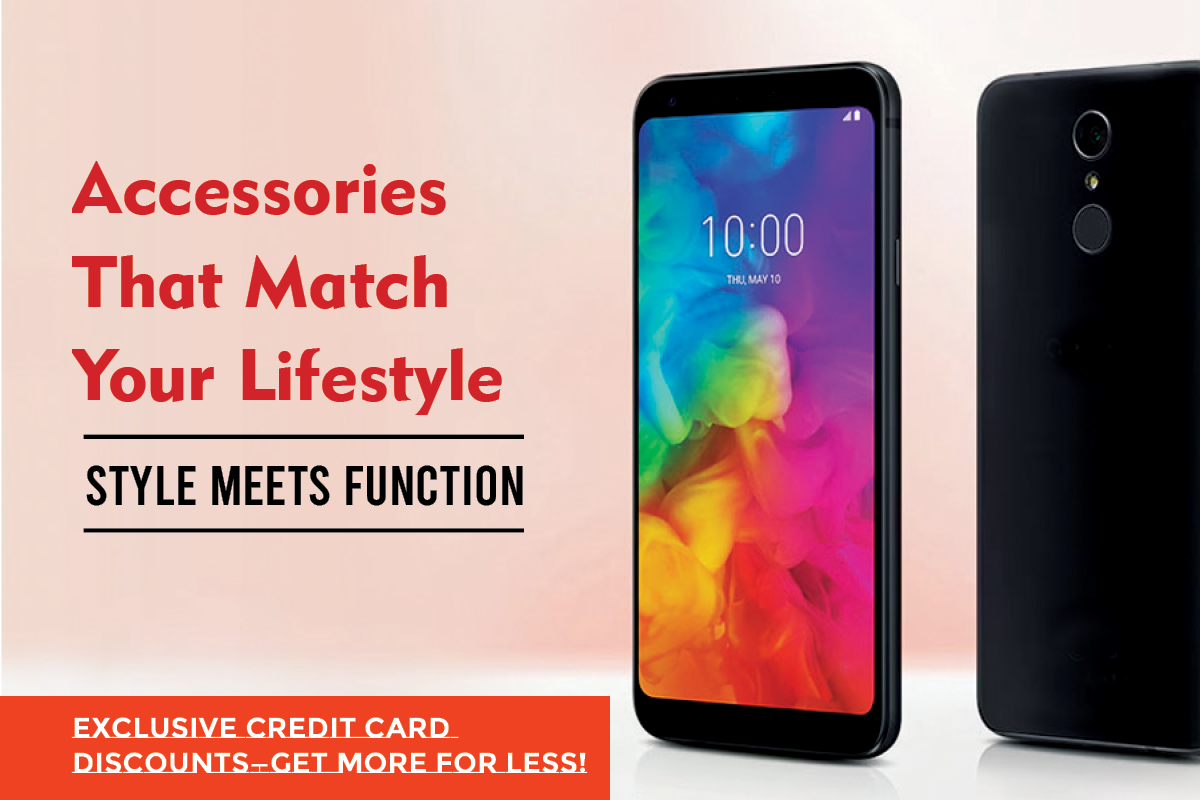 Accessories
That Match
Your Lifestyle
STYLE MEETS FUNCTION
EXCLUSIVE CREDIT CARD
DISCOUNTS—GET MORE FOR LESS!
10:00
THU, MAY 10